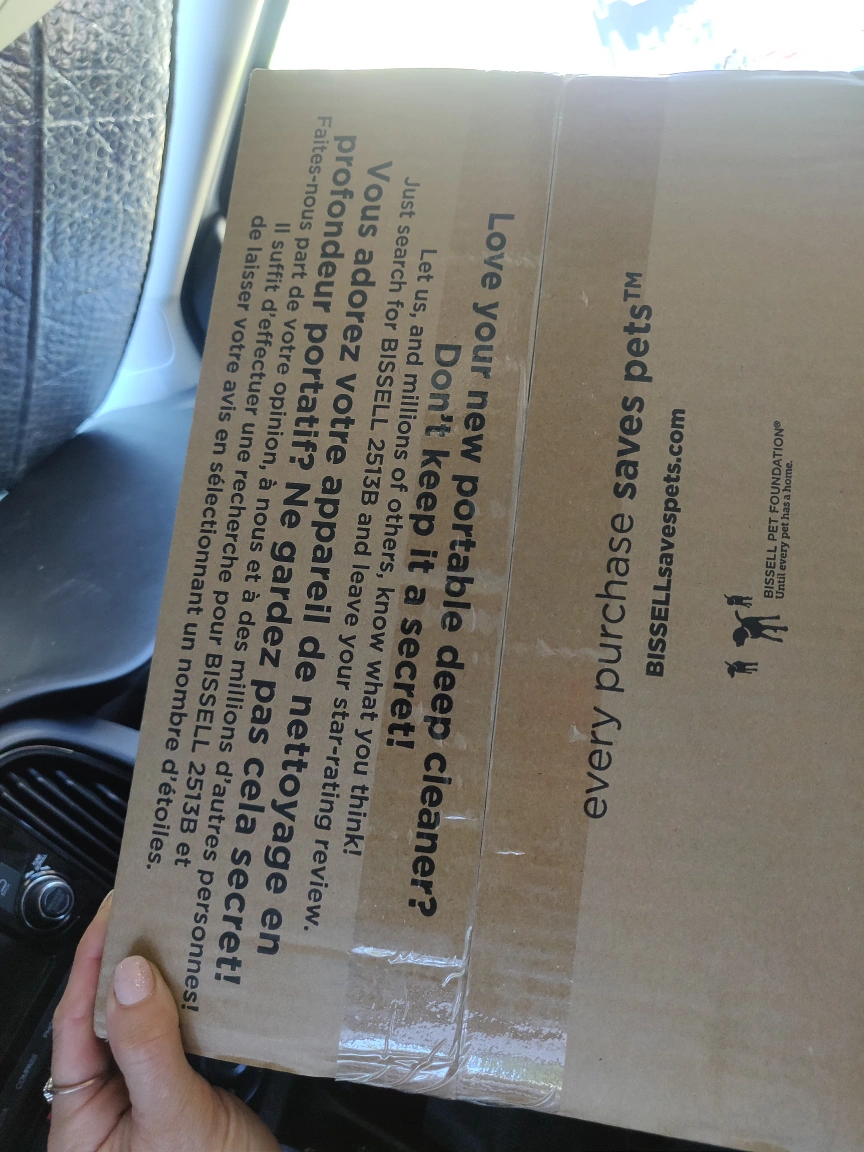 Love your new portable deep cleaner?
Don't keep it a secret!
Let us, and millions of others, know what you think!
Just search for BISSELL 2513B and leave your star-rating review.
Vous adorez votre appareil de nettoyage en
profondeur portatif? Ne gardez pas cela secret!
Faites-nous part de votre opinion, à nous et à des millions d'autres personnes!
Il suffit d'effectuer une recherche pour BISSELL 2513B et
de laisser votre avis en sélectionnant un nombre d'étoiles.
every purchase saves pets™
BISSELLsavespets.com
BISSELL PET FOUNDATION®
Until every pet has a home.